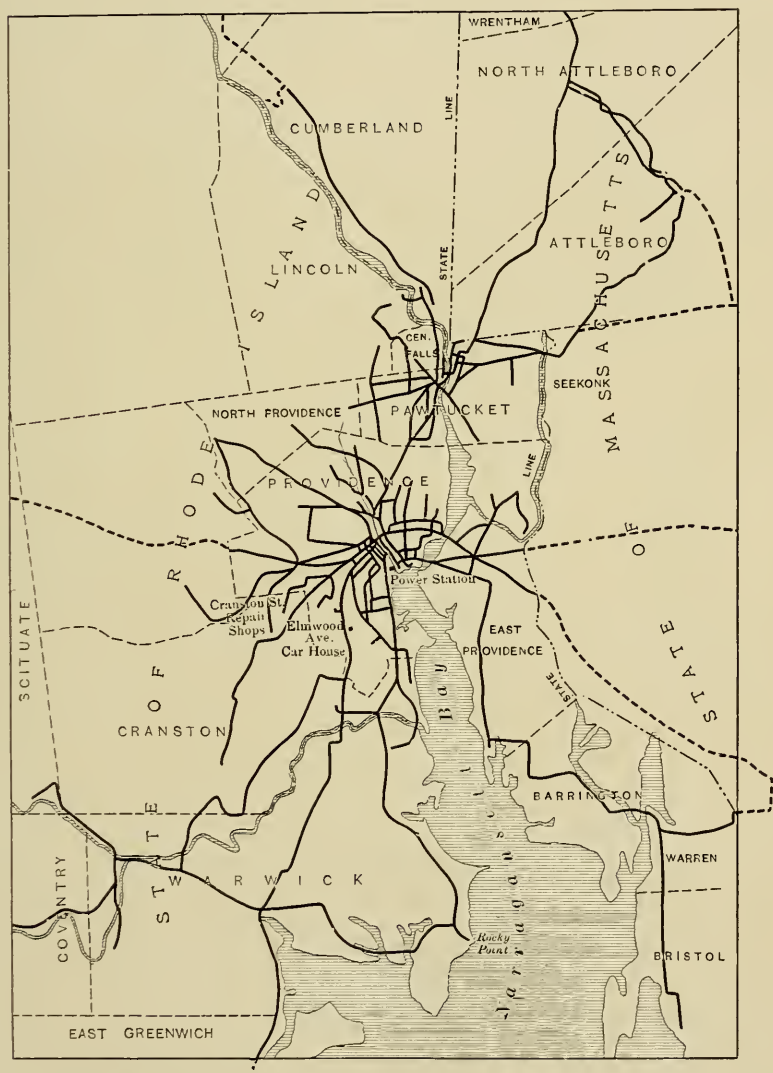 WRENTHAM
NORTH ATTLEBORO
STATE LINE
CUMBERLAND
MASSACHUSETTS
ATTLEBORO
LINCOLN
CEN.
FALLS
SEEKONK
NORTH PROVIDENCE
PAWTUCKET
PROVIDENCE
LINE
STATE OF RHODE ISLAND
STATE OF
Power Station
Cranston St.
Repair
Shops
Elmwood
Ave.
Car House
EAST
PROVIDENCE
SCITUATE
STATE
CRANSTON
Narragansett Bay
BARRINGTON
WARREN
COVENTRY
WARWICK
Rocky
Point
BRISTOL
EAST GREENWICH